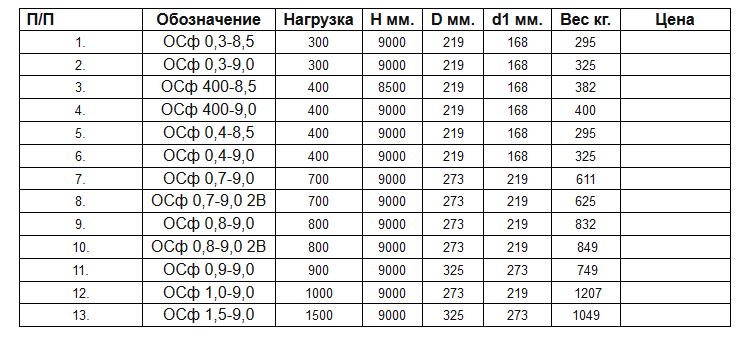 П/П Обозначение Нагрузка Н мм. D мм. d1 мм. Вес кг. Цена
1. ОСф 0,3-8,5 300 9000 219 168 295
2. ОСф 0,3-9,0 300 9000 219 168 325
3. ОСф 400-8,5 400 8500 219 168 382
4. ОСф 400-9,0 400 9000 219 168 400
5. ОСф 0,4-8,5 400 9000 219 168 295
6. ОСф 0,4-9,0 400 9000 219 168 325
7. ОСф 0,7-9,0 700 9000 273 219 611
8. ОСф 0,7-9,0 2В 700 9000 273 219 625
9. ОСф 0,8-9,0 800 9000 273 219 832
10. ОСф 0,8-9,0 2В 800 9000 273 219 849
11. ОСф 0,9-9,0 900 9000 325 273 749
12. ОСф 1,0-9,0 1000 9000 273 219 1207
13. ОСф 1,5-9,0 1500 9000 325 273 1049